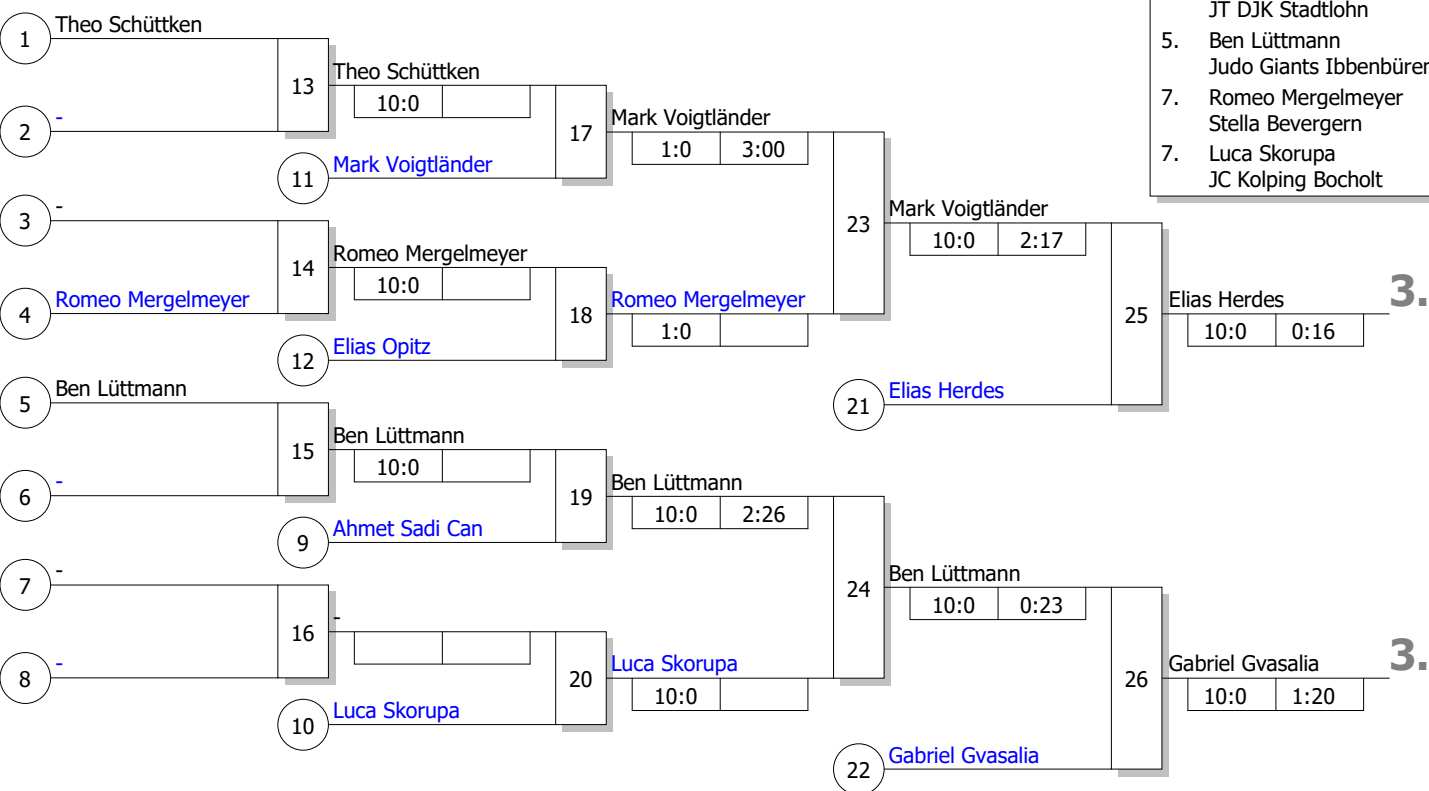 JT DJK Stadtlohn
5. Ben Lüttmann
Judo Giants Ibbenbüren
7. Romeo Mergelmeyer
Stella Bevergern
7. Luca Skorupa
JC Kolping Bocholt
1 Theo Schüttken
13
Theo Schüttken
10:0
2 -
17
Mark Voigtländer
1:0 3:00
11 Mark Voigtländer
3 -
23
Mark Voigtländer
10:0 2:17
14
Romeo Mergelmeyer
10:0
4 Romeo Mergelmeyer
18
Romeo Mergelmeyer
1:0
25
Elias Herdes 3.
10:0 0:16
12 Elias Opitz
5 Ben Lüttmann
21 Elias Herdes
15
Ben Lüttmann
10:0
6 -
19
Ben Lüttmann
10:0 2:26
9 Ahmet Sadi Can
7 -
24
Ben Lüttmann
10:0 0:23
16
-
8 -
20
Luca Skorupa
10:0
26
Gabriel Gvasalia 3.
10:0 1:20
10 Luca Skorupa
22 Gabriel Gvasalia